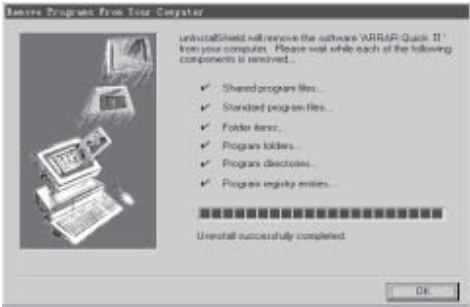 Remove Programs From Your Computer
uninstallShield will remove the software 'ARRAR Quick II'
from your computer. Please wait while each of the following
components is removed...
✔ Shared program files...
✔ Standard program files...
✔ Folder items...
✔ Program folders...
✔ Program directories...
✔ Program registry entries...
Uninstall successfully completed.
OK